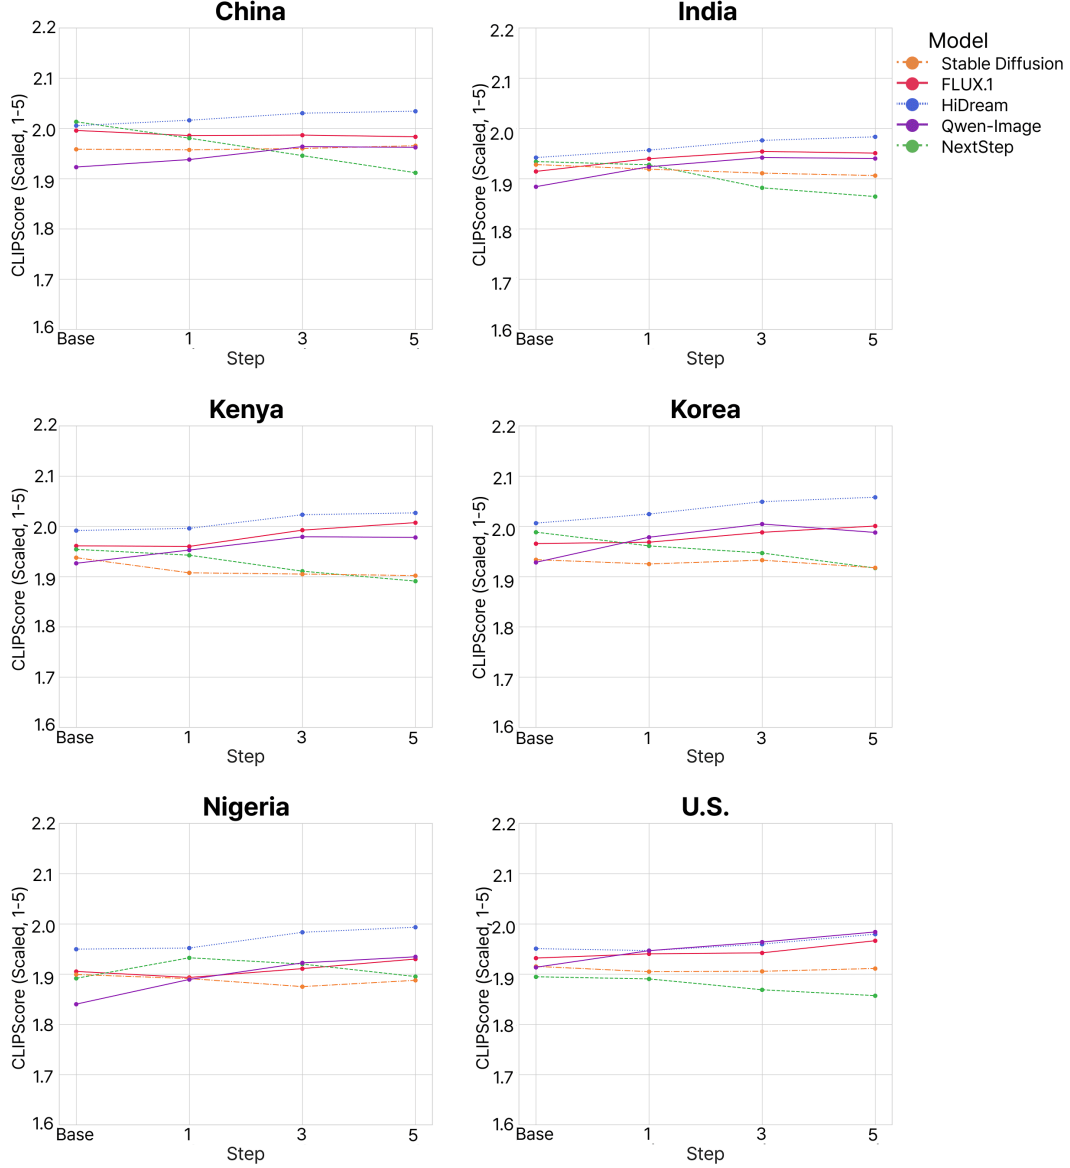 China
CLIPScore (Scaled, 1-5)
2.2
2.1
2.0
1.9
1.8
1.7
1.6
Base 1 3 5
Step
India
CLIPScore (Scaled, 1-5)
2.2
2.1
2.0
1.9
1.8
1.7
1.6
Base 1 3 5
Step
Model
Stable Diffusion
FLUX.1
HiDream
Qwen-Image
NextStep
Kenya
CLIPScore (Scaled, 1-5)
2.2
2.1
2.0
1.9
1.8
1.7
1.6
Base 1 3 5
Step
Korea
CLIPScore (Scaled, 1-5)
2.2
2.1
2.0
1.9
1.8
1.7
1.6
Base 1 3 5
Step
Nigeria
CLIPScore (Scaled, 1-5)
2.2
2.1
2.0
1.9
1.8
1.7
1.6
Base 1 3 5
Step
U.S.
CLIPScore (Scaled, 1-5)
2.2
2.1
2.0
1.9
1.8
1.7
1.6
Base 1 3 5
Step